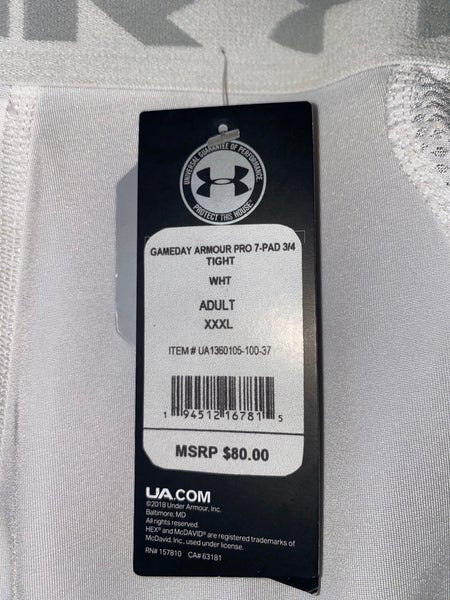 UNIVERSAL GUARANTEE OF PERFORMANCE
PROTECT THIS HOUSE
GAMEDAY ARMOUR PRO 7-PAD 3/4
TIGHT
WHT
ADULT
XXXL
ITEM # UA1360105-100-37
1 94512 16781 5
MSRP $80.00
UA.COM
©2018 Under Armour, Inc.
Baltimore, MD
All rights reserved.
HEX® and McDAVID® are registered trademarks of
McDavid, Inc., used under license.
RN# 157810 CA# 63181